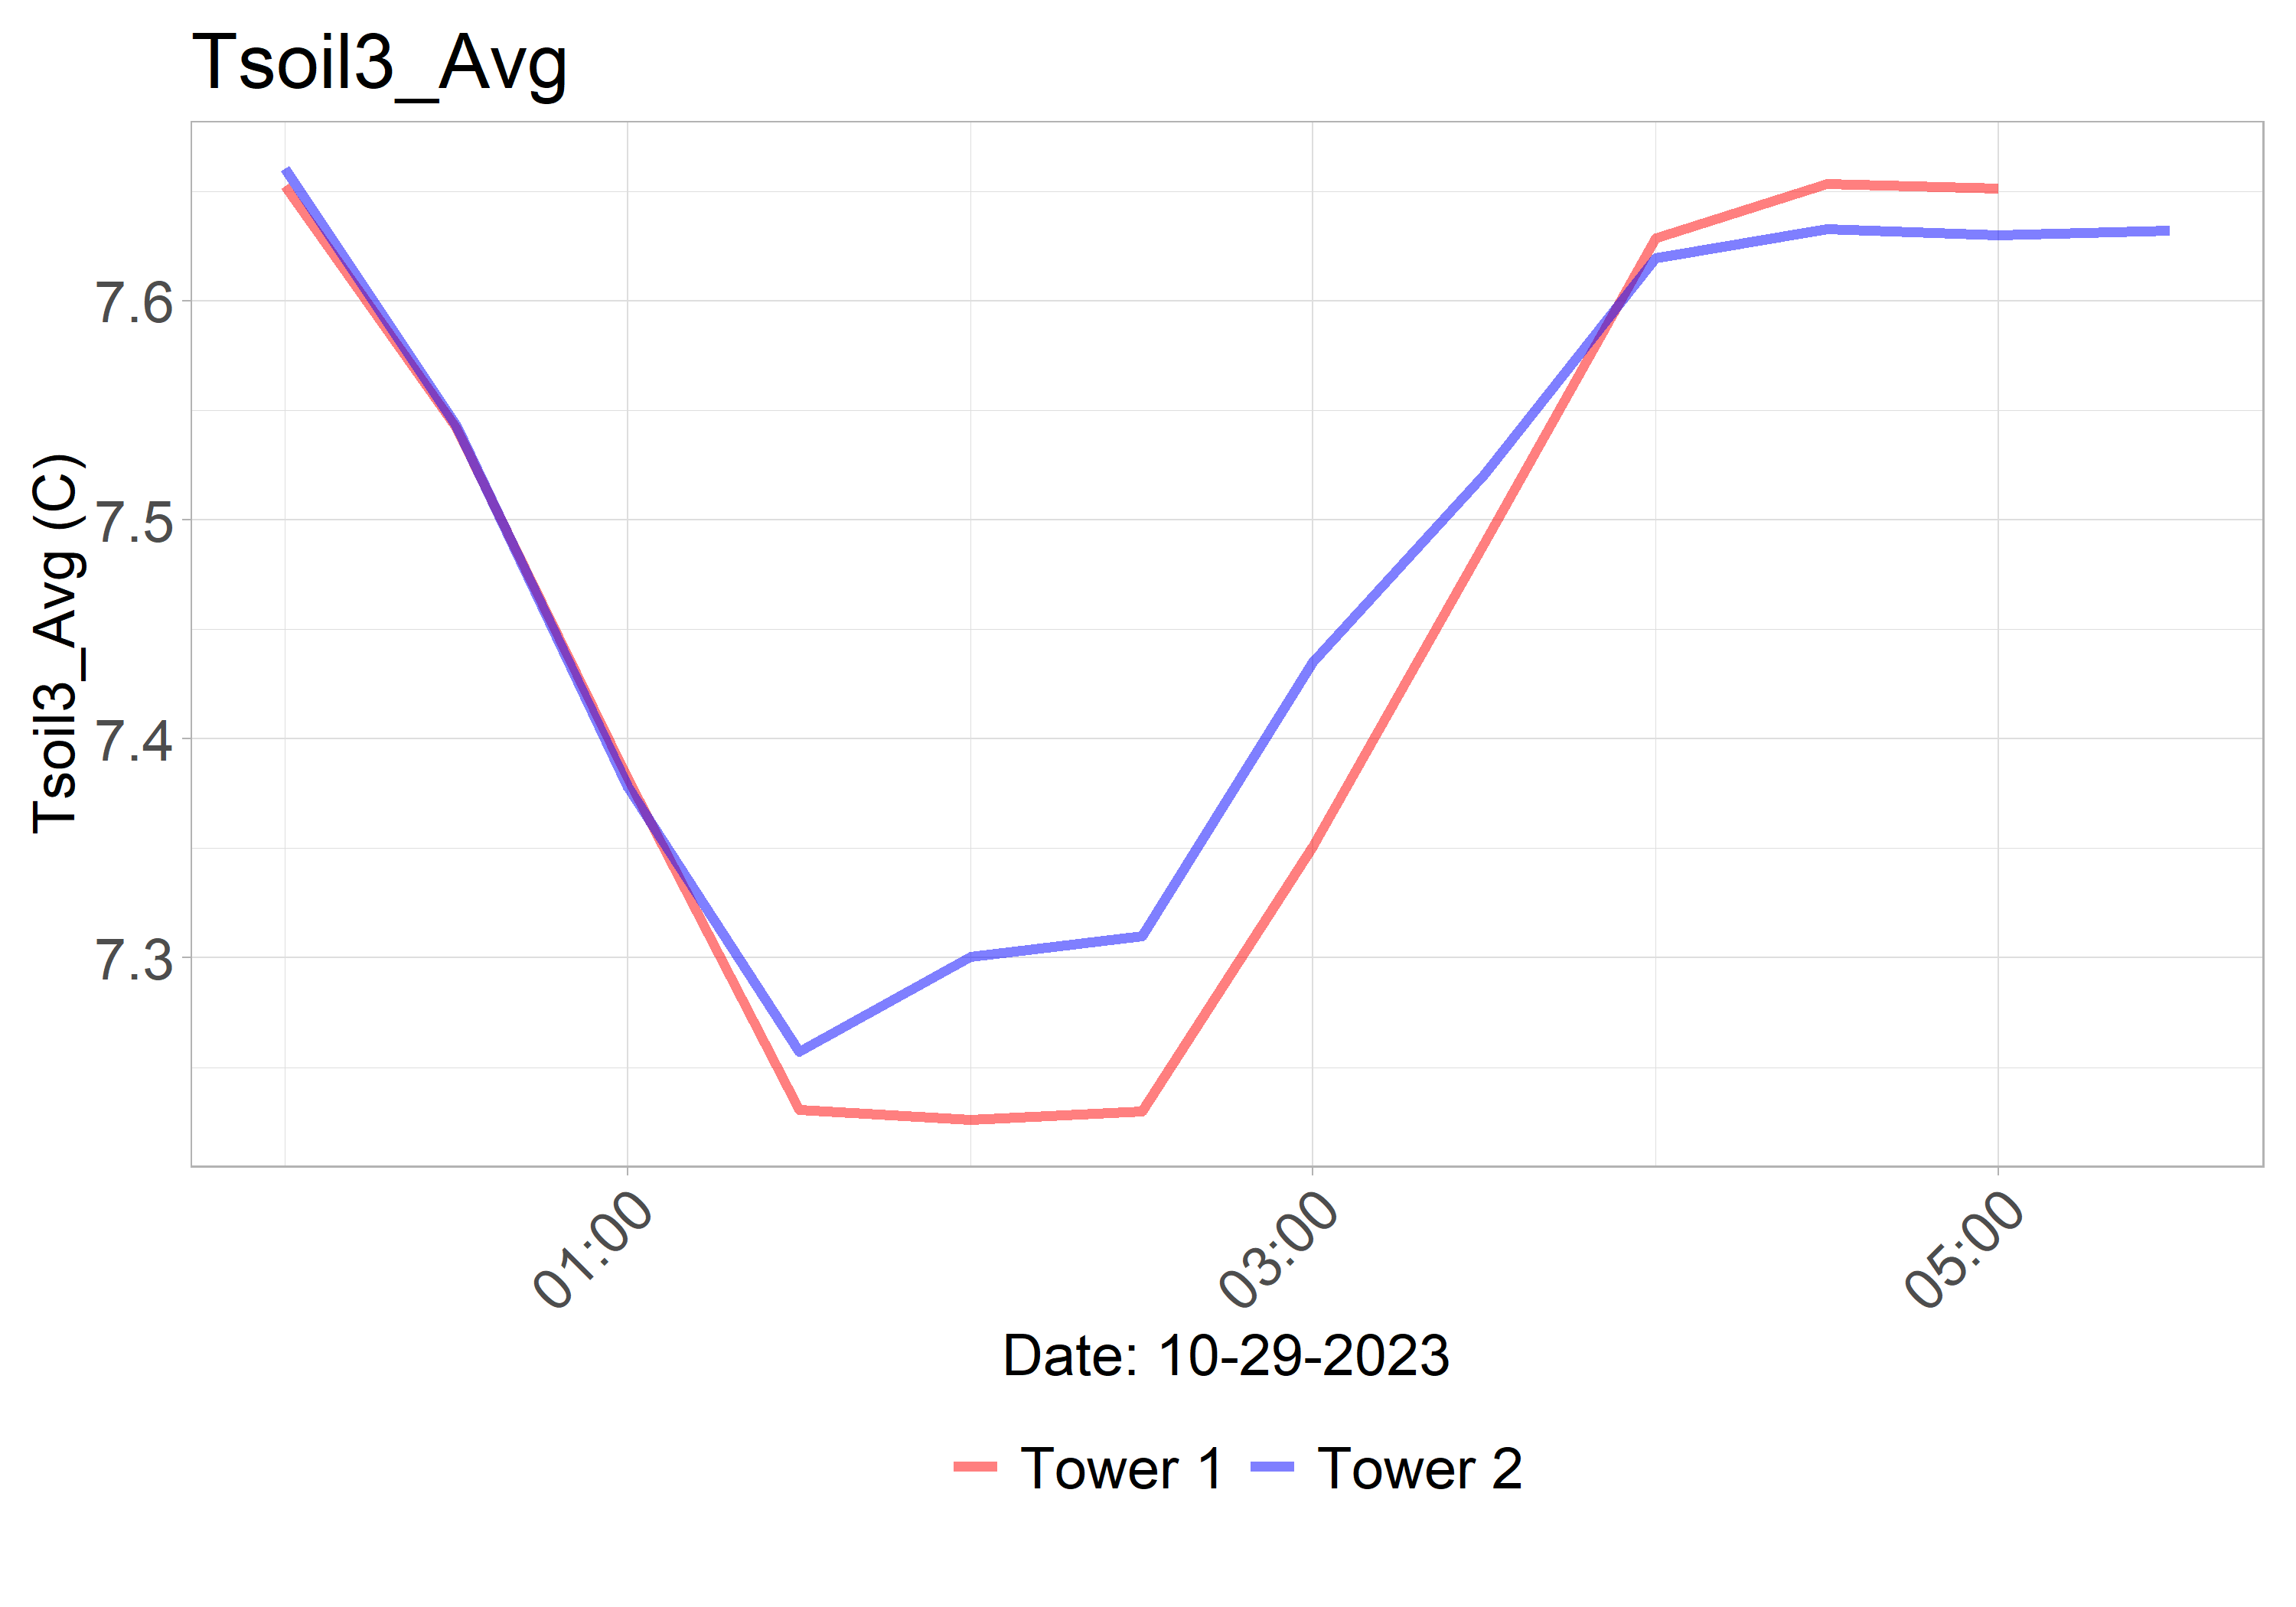 Tsoil3_Avg
Tsoil3_Avg (C)
7.6
7.5
7.4
7.3
01:00
03:00
05:00
Date: 10-29-2023
Tower 1
Tower 2